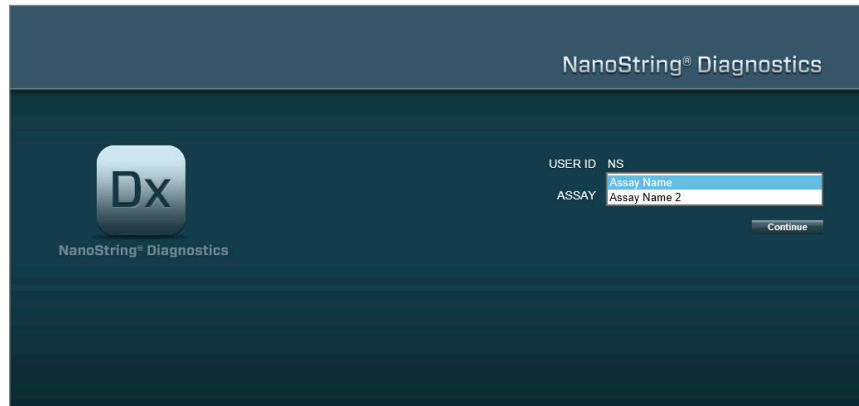 NanoString® Diagnostics
Dx
NanoString® Diagnostics
USER ID NS
ASSAY
Assay Name
Assay Name 2
Continue